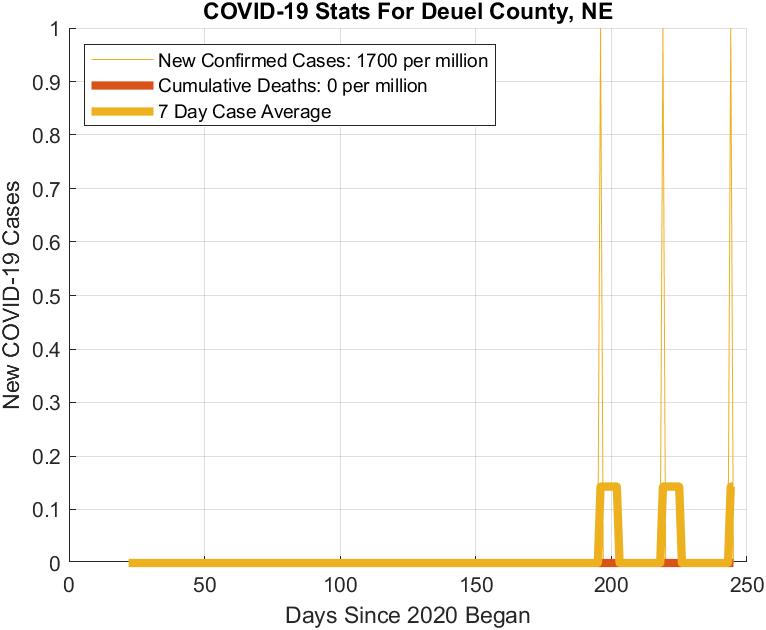 COVID-19 Stats For Deuel County, NE
New Confirmed Cases: 1700 per million
Cumulative Deaths: 0 per million
7 Day Case Average
New COVID-19 Cases
1
0.9
0.8
0.7
0.6
0.5
0.4
0.3
0.2
0.1
0
0 50 100 150 200 250
Days Since 2020 Began